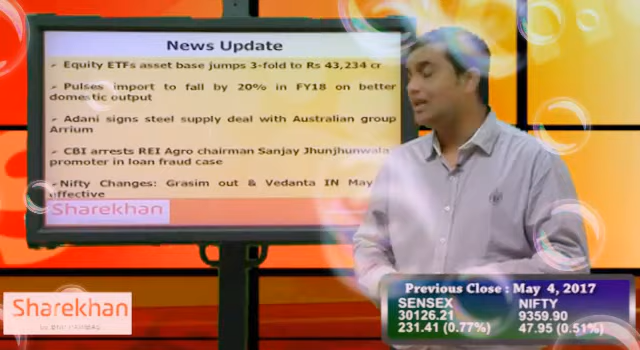 News Update
➢ Equity ETFs asset base jumps 3-fold to Rs 43,234 cr
➢ Pulses import to fall by 20% in FY18 on better
domestic output
➢ Adani signs steel supply deal with Australian group
Arrium
➢ CBI arrests REI Agro chairman Sanjay Jhunjhunwala
promoter in loan fraud case
➢ Nifty Changes: Grasim out & Vedanta IN May
effective
Sharekhan
Previous Close : May 4, 2017
SENSEX NIFTY
30126.21 9359.90
231.41 (0.77%) 47.95 (0.51%)
Sharekhan
by BNP PARIBAS